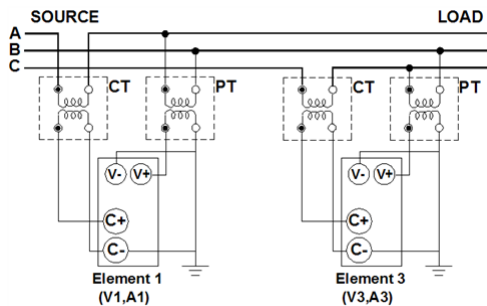 SOURCE LOAD
A
B
C
CT PT CT PT
V- V+ V- V+
C+ C+
C- C-
Element 1 Element 3
(V1,A1) (V3,A3)